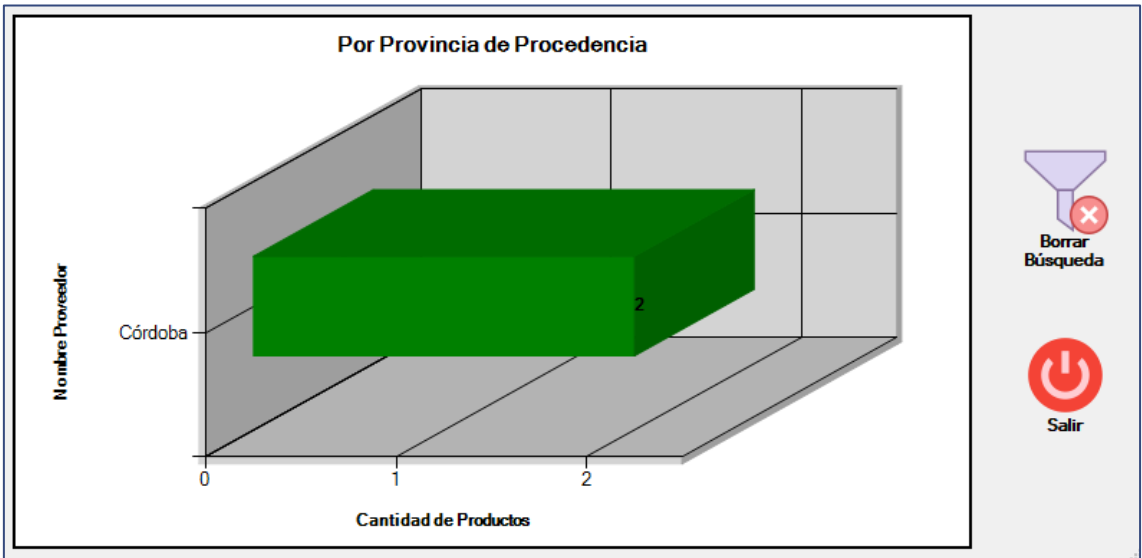 Por Provincia de Procedencia
Nombre Proveedor
Córdoba
2
0
1
2
Cantidad de Productos
Borrar
Búsqueda
Salir